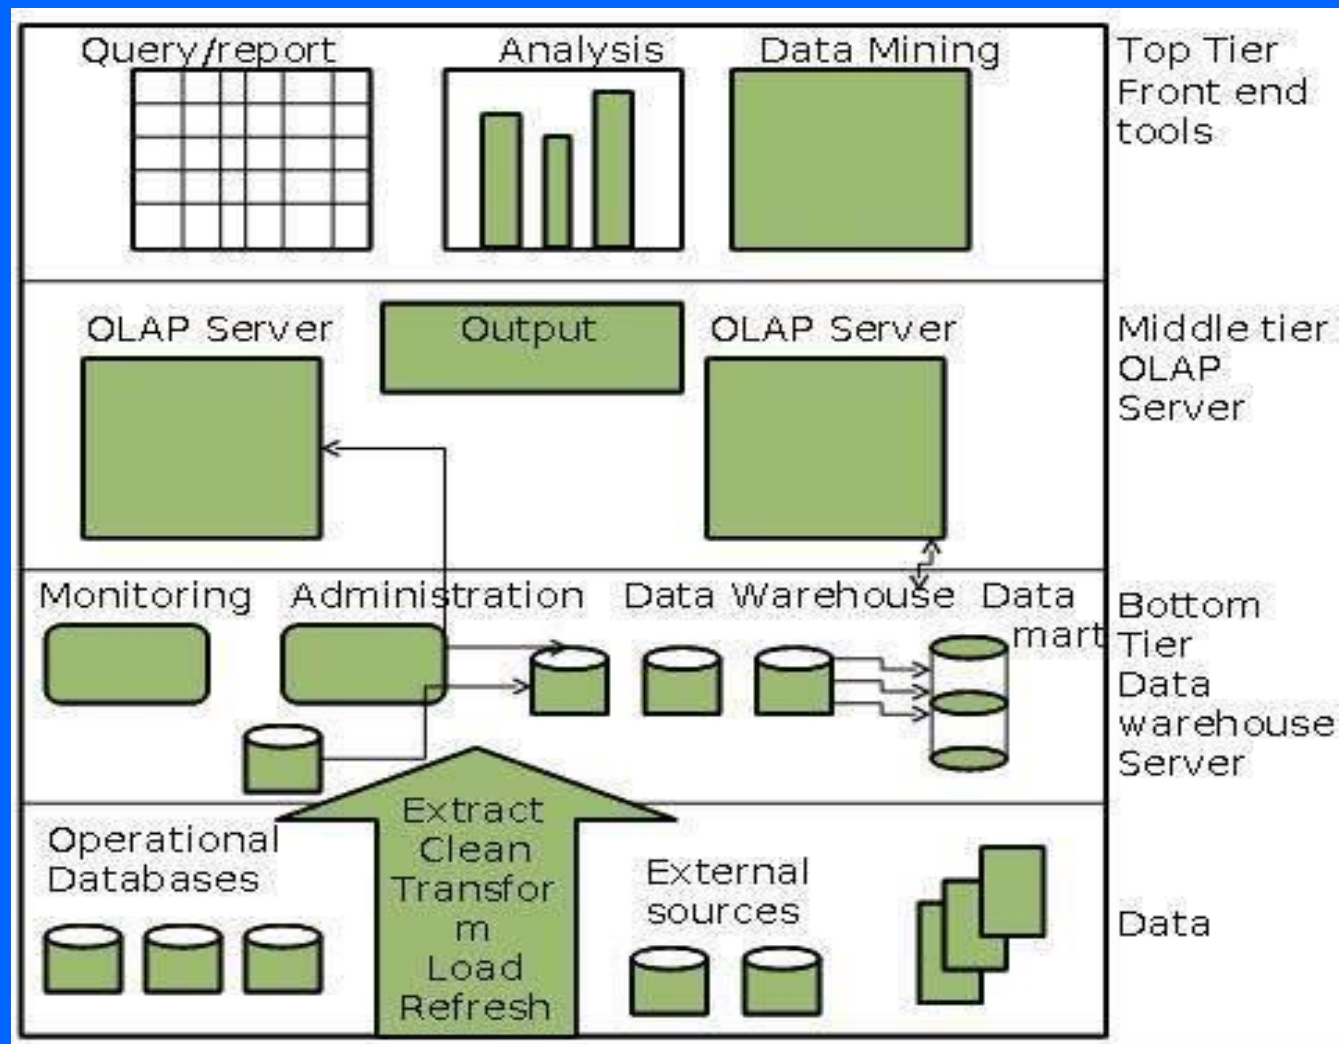 Query/report
Analysis
Data Mining
Top Tier
Front end
tools
OLAP Server
Output
OLAP Server
Middle tier
OLAP
Server
Monitoring
Administration
Data Warehouse
Data
mart
Bottom
Tier
Data
warehouse
Server
Operational
Databases
Extract
Clean
Transfor
m
Load
Refresh
External
sources
Data